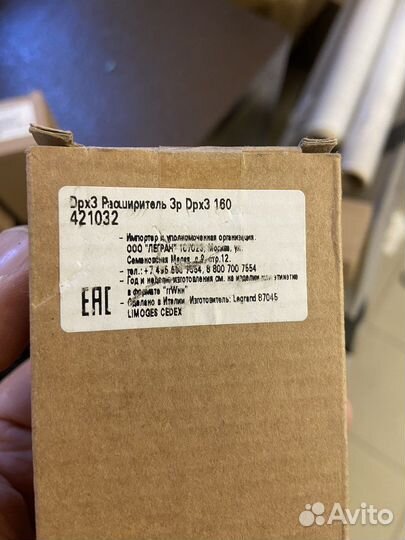 Dpx3 Расширитель 3р Dpx3 160
421032
- Импортер и уполномоченная организация:
ООО "ЛЕГРАН" 107023, Москва, ул.
Семеновская Малая, д.9, стр.12.
тел.: +7 495 660 7554, 8 800 700 7554
- Год и неделя изготовления см. на изделии или этикетке
в формате "ггWнн"
- Сделано в Италии. Изготовитель: Legrand 87045
LIMOGES CEDEX
EAC
Avito